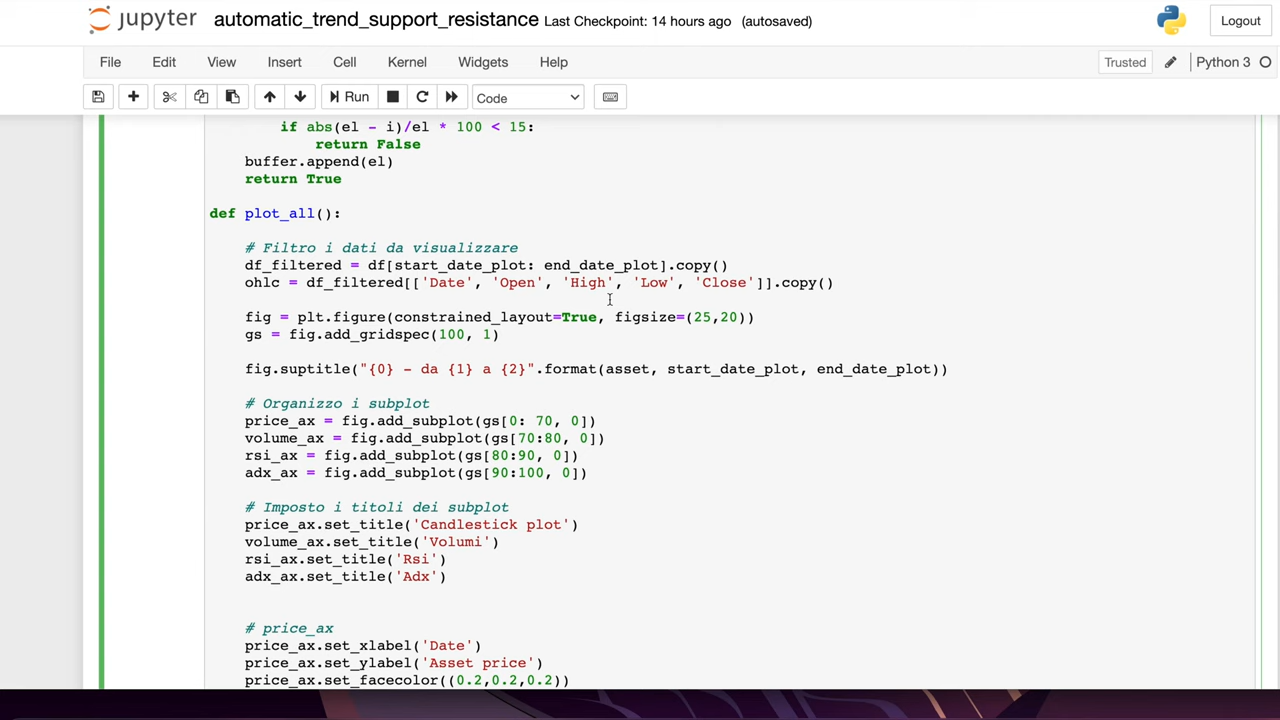 jupyter automatic_trend_support_resistance Last Checkpoint: 14 hours ago (autosaved) Logout
File Edit View Insert Cell Kernel Widgets Help Trusted Python 3
Run Code
if abs(el - i)/el * 100 < 15:
return False
buffer.append(el)
return True
def plot_all():
# Filtro i dati da visualizzare
df_filtered = df[start_date_plot: end_date_plot].copy()
ohlc = df_filtered[['Date', 'Open', 'High', 'Low', 'Close']].copy()
fig = plt.figure(constrained_layout=True, figsize=(25,20))
gs = fig.add_gridspec(100, 1)
fig.suptitle("{0} - da {1} a {2}".format(asset, start_date_plot, end_date_plot))
# Organizzo i subplot
price_ax = fig.add_subplot(gs[0: 70, 0])
volume_ax = fig.add_subplot(gs[70:80, 0])
rsi_ax = fig.add_subplot(gs[80:90, 0])
adx_ax = fig.add_subplot(gs[90:100, 0])
# Imposto i titoli dei subplot
price_ax.set_title('Candlestick plot')
volume_ax.set_title('Volumi')
rsi_ax.set_title('Rsi')
adx_ax.set_title('Adx')
# price_ax
price_ax.set_xlabel('Date')
price_ax.set_ylabel('Asset price')
price_ax.set_facecolor((0.2,0.2,0.2))